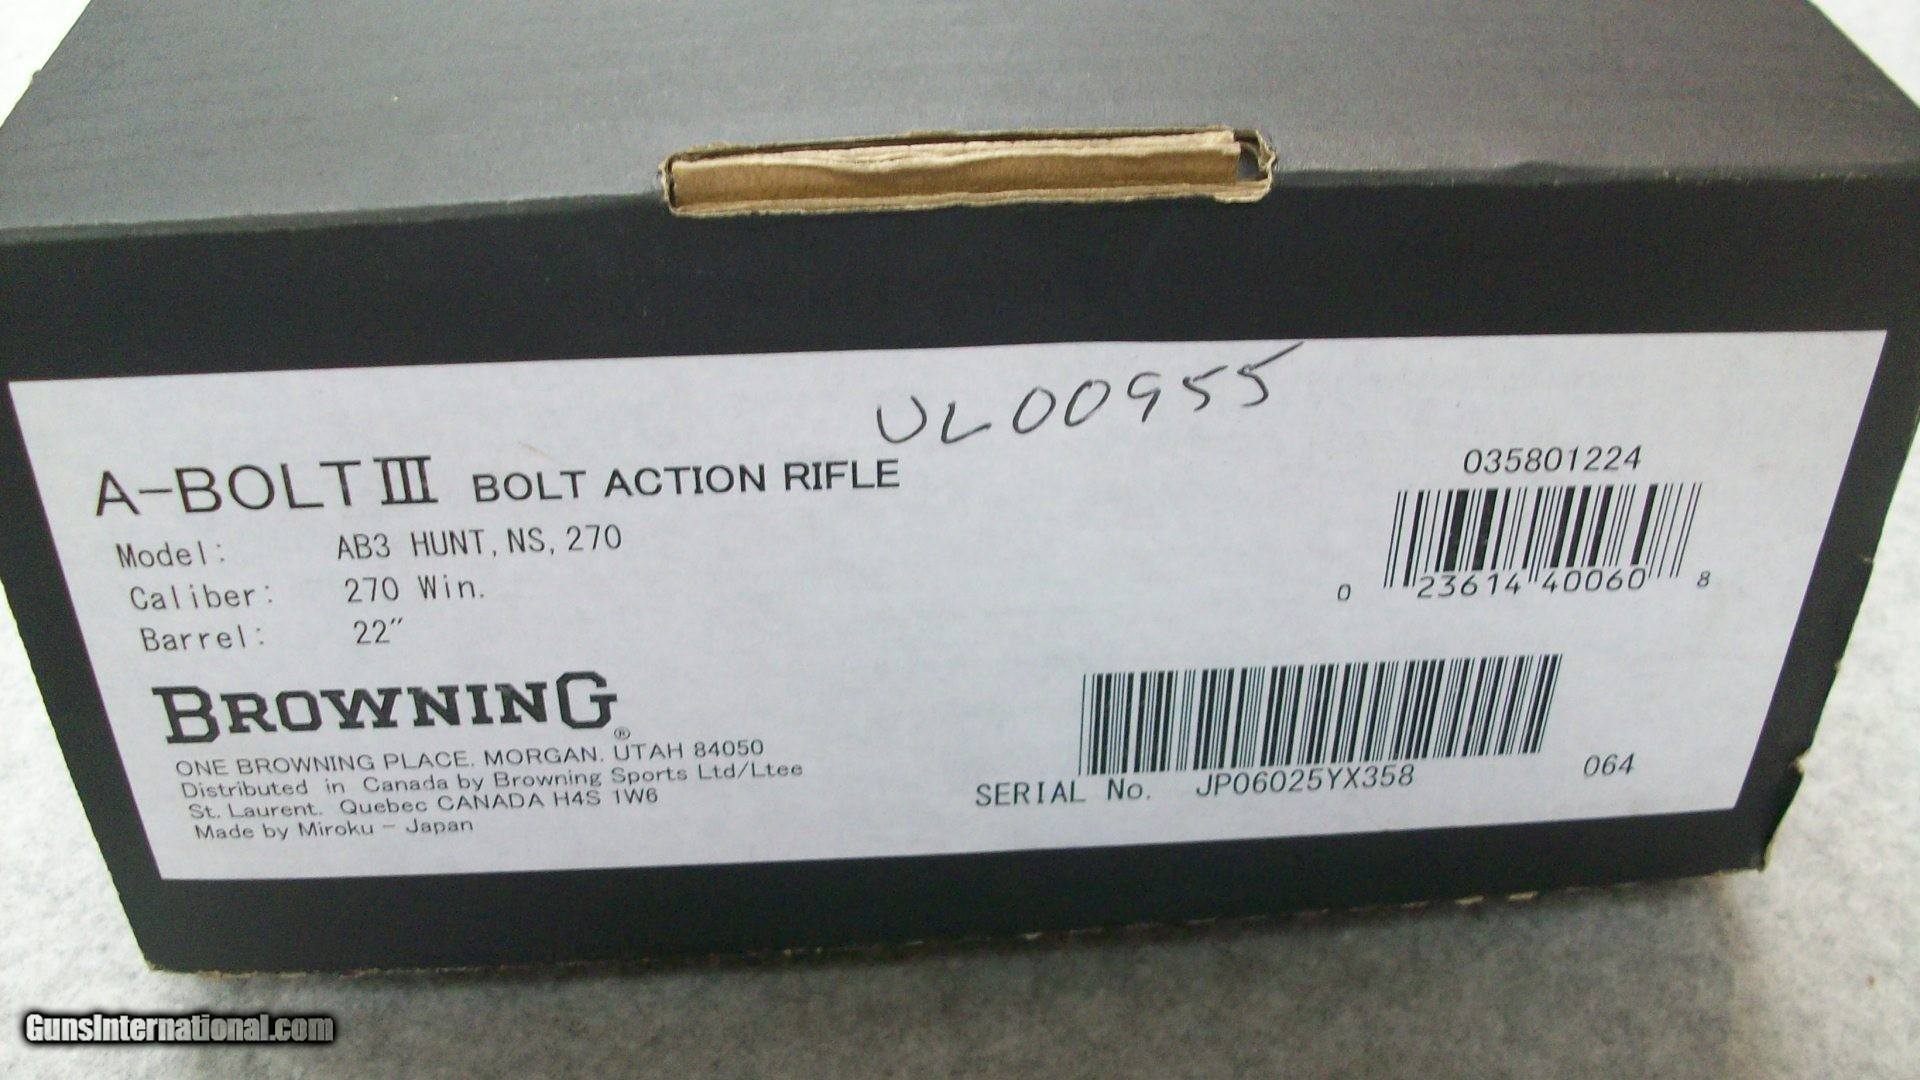 UL00955
A-BOLT III BOLT ACTION RIFLE
Model: AB3 HUNT, NS, 270
Caliber: 270 Win.
Barrel: 22"
BROWNING®
ONE BROWNING PLACE. MORGAN. UTAH 84050
Distributed in Canada by Browning Sports Ltd/Ltee
St. Laurent. Quebec CANADA H4S 1W6
Made by Miroku - Japan
035801224
0 23614 40060 8
SERIAL No. JP06025YX358
064
GunsInternational.com